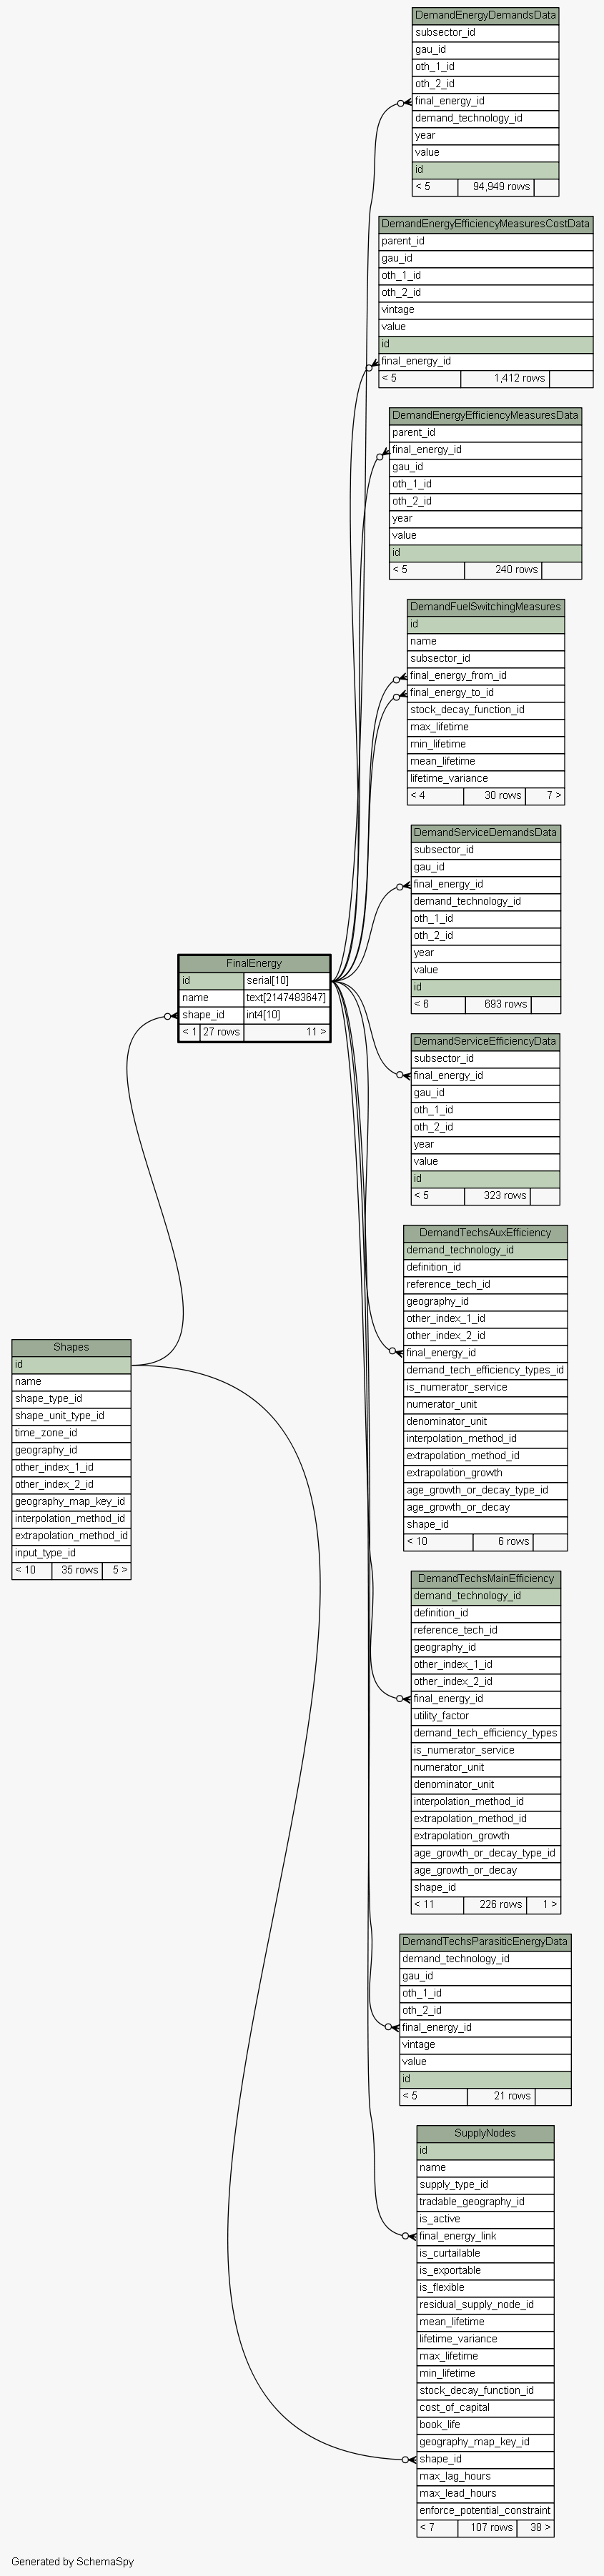 DemandEnergyDemandsData
subsector_id
gau_id
oth_1_id
oth_2_id
final_energy_id
demand_technology_id
year
value
id
< 5 94,949 rows
DemandEnergyEfficiencyMeasuresCostData
parent_id
gau_id
oth_1_id
oth_2_id
vintage
value
id
final_energy_id
< 5 1,412 rows
DemandEnergyEfficiencyMeasuresData
parent_id
final_energy_id
gau_id
oth_1_id
oth_2_id
year
value
id
< 5 240 rows
DemandFuelSwitchingMeasures
id
name
subsector_id
final_energy_from_id
final_energy_to_id
stock_decay_function_id
max_lifetime
min_lifetime
mean_lifetime
lifetime_variance
< 4 30 rows 7 >
DemandServiceDemandsData
subsector_id
gau_id
final_energy_id
demand_technology_id
oth_1_id
oth_2_id
year
value
id
< 6 693 rows
FinalEnergy
id serial[10]
name text[2147483647]
shape_id int4[10]
< 1 27 rows 11 >
DemandServiceEfficiencyData
subsector_id
final_energy_id
gau_id
oth_1_id
oth_2_id
year
value
id
< 5 323 rows
DemandTechsAuxEfficiency
demand_technology_id
definition_id
reference_tech_id
geography_id
other_index_1_id
other_index_2_id
final_energy_id
demand_tech_efficiency_types_id
is_numerator_service
numerator_unit
denominator_unit
interpolation_method_id
extrapolation_method_id
extrapolation_growth
age_growth_or_decay_type_id
age_growth_or_decay
shape_id
< 10 6 rows
Shapes
id
name
shape_type_id
shape_unit_type_id
time_zone_id
geography_id
other_index_1_id
other_index_2_id
geography_map_key_id
interpolation_method_id
extrapolation_method_id
input_type_id
< 10 35 rows 5 >
DemandTechsMainEfficiency
demand_technology_id
definition_id
reference_tech_id
geography_id
other_index_1_id
other_index_2_id
final_energy_id
utility_factor
demand_tech_efficiency_types
is_numerator_service
numerator_unit
denominator_unit
interpolation_method_id
extrapolation_method_id
extrapolation_growth
age_growth_or_decay_type_id
age_growth_or_decay
shape_id
< 11 226 rows 1 >
DemandTechsParasiticEnergyData
demand_technology_id
gau_id
oth_1_id
oth_2_id
final_energy_id
vintage
value
id
< 5 21 rows
SupplyNodes
id
name
supply_type_id
tradable_geography_id
is_active
final_energy_link
is_curtailable
is_exportable
is_flexible
residual_supply_node_id
mean_lifetime
lifetime_variance
max_lifetime
min_lifetime
stock_decay_function_id
cost_of_capital
book_life
geography_map_key_id
shape_id
max_lag_hours
max_lead_hours
enforce_potential_constraint
< 7 107 rows 38 >
Generated by SchemaSpy